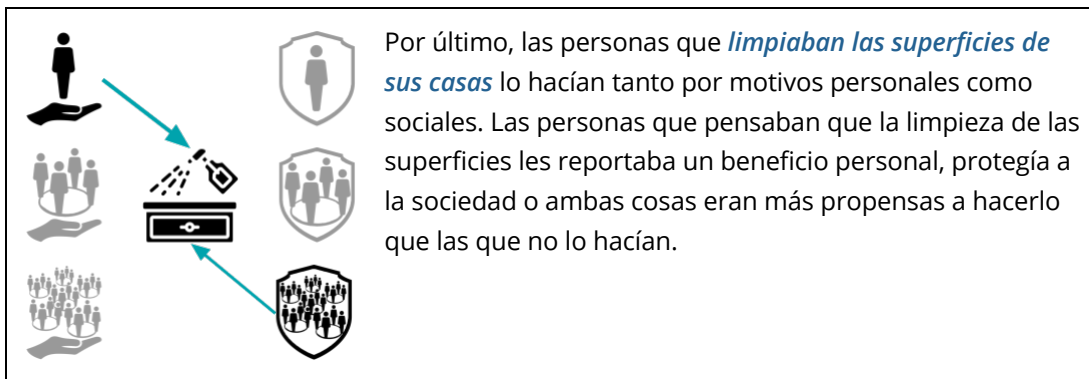 Por último, las personas que limpiaban las superficies de
sus casas lo hacían tanto por motivos personales como
sociales. Las personas que pensaban que la limpieza de las
superficies les reportaba un beneficio personal, protegía a
la sociedad o ambas cosas eran más propensas a hacerlo
que las que no lo hacían.